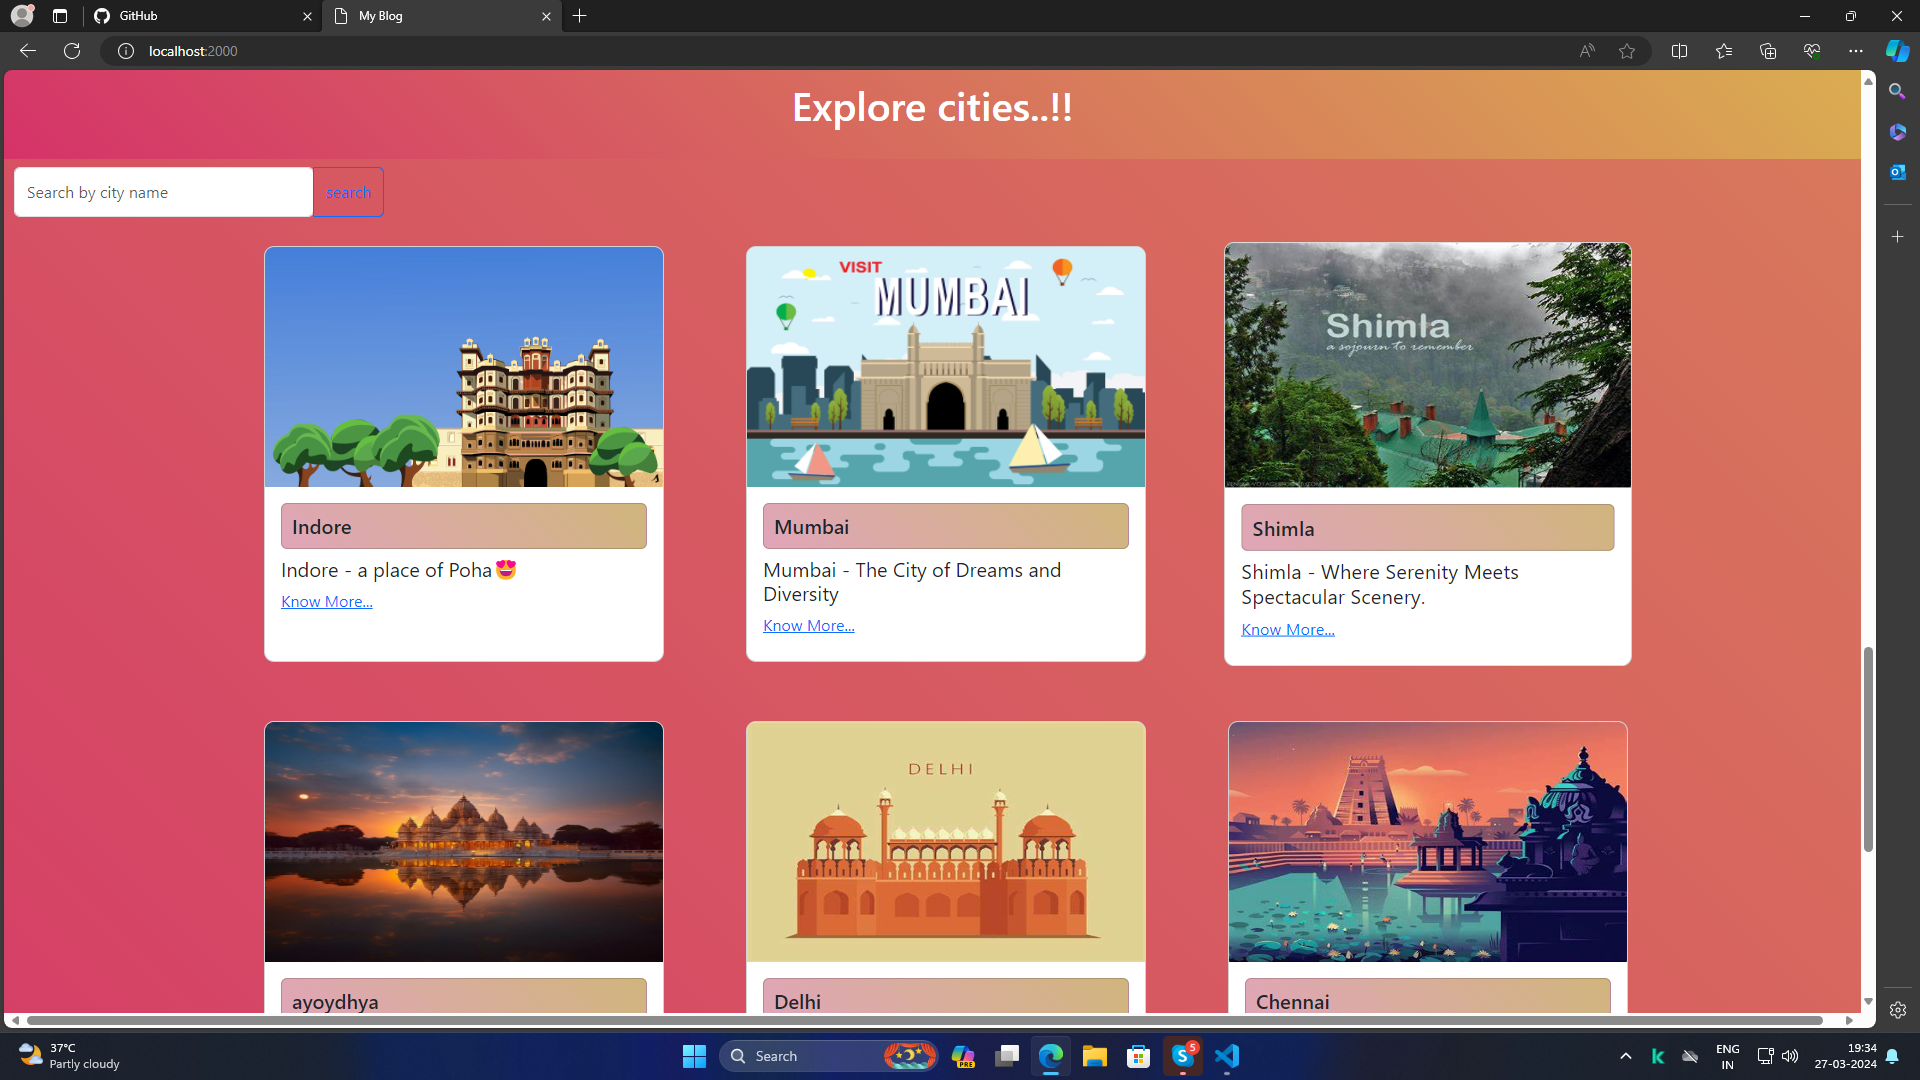 GitHub
My Blog
localhost:2000
Explore cities..!!
Search by city name
search
VISIT
MUMBAI
Shimla
a sojourn to remember
Indore
Indore - a place of Poha😍
Know More...
Mumbai
Mumbai - The City of Dreams and
Diversity
Know More...
Shimla
Shimla - Where Serenity Meets
Spectacular Scenery.
Know More...
DELHI
ayoydhya
Delhi
Chennai
37°C
Partly cloudy
Search
PRE
5
ENG
IN
19:34
27-03-2024